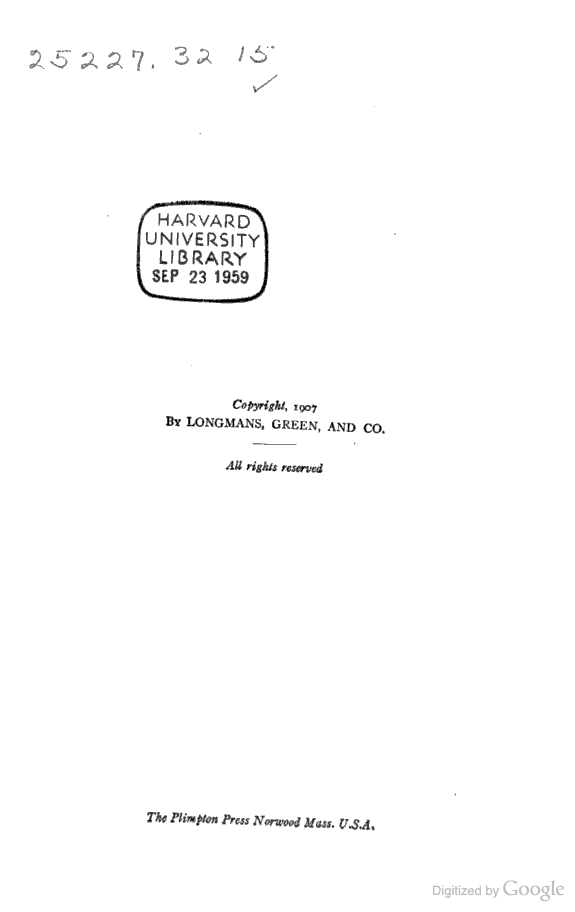 25227.32 15
HARVARD
UNIVERSITY
LIBRARY
SEP 23 1959
Copyright, 1907
By LONGMANS, GREEN, AND CO.
All rights reserved
The Plimpton Press Norwood Mass. U.S.A.
Digitized by Google